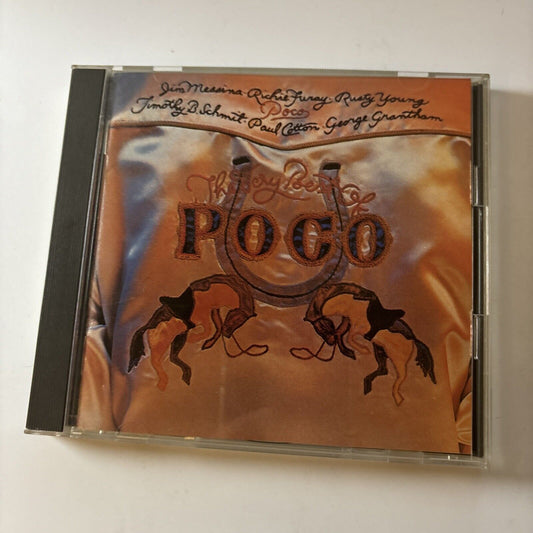 Jim Messina · Richie Furay · Rusty Young
Poco
Timothy B. Schmit · Paul Cotton · George Grantham
The Very Best Of
POCO